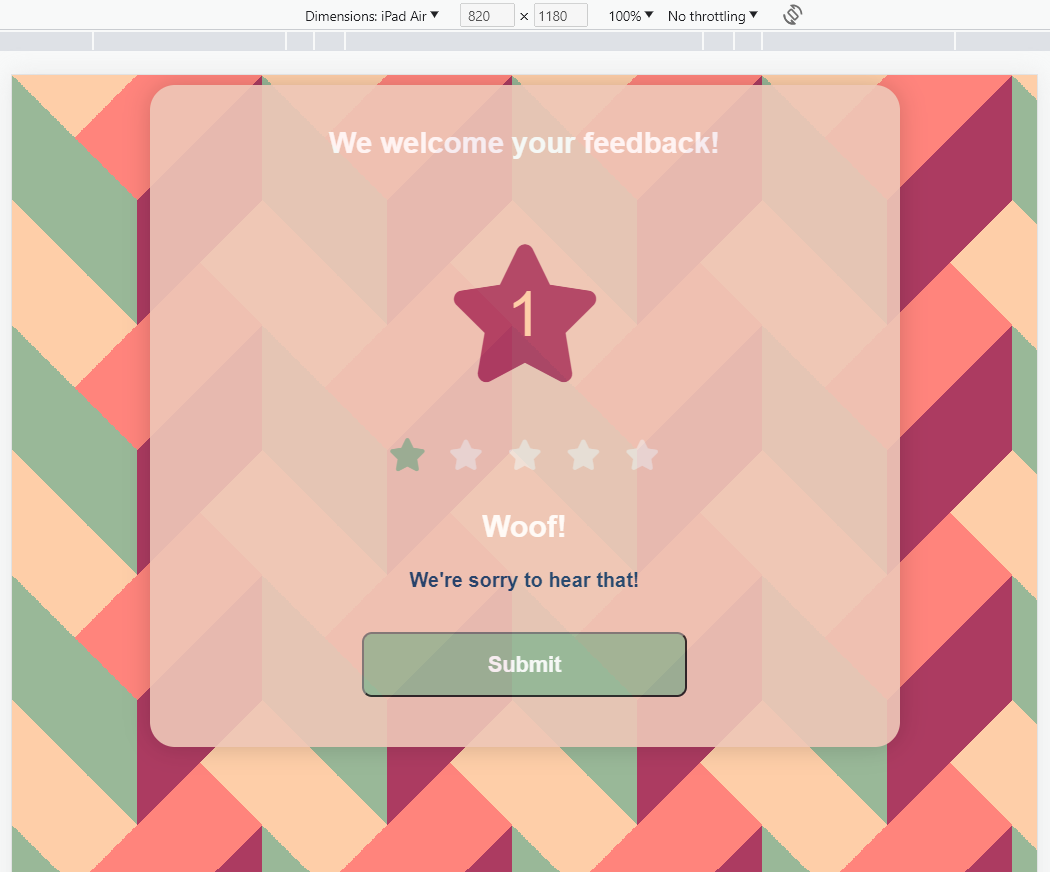 Dimensions: iPad Air ▼ 820 × 1180 100% ▼ No throttling ▼
We welcome your feedback!
1
Woof!
We're sorry to hear that!
Submit